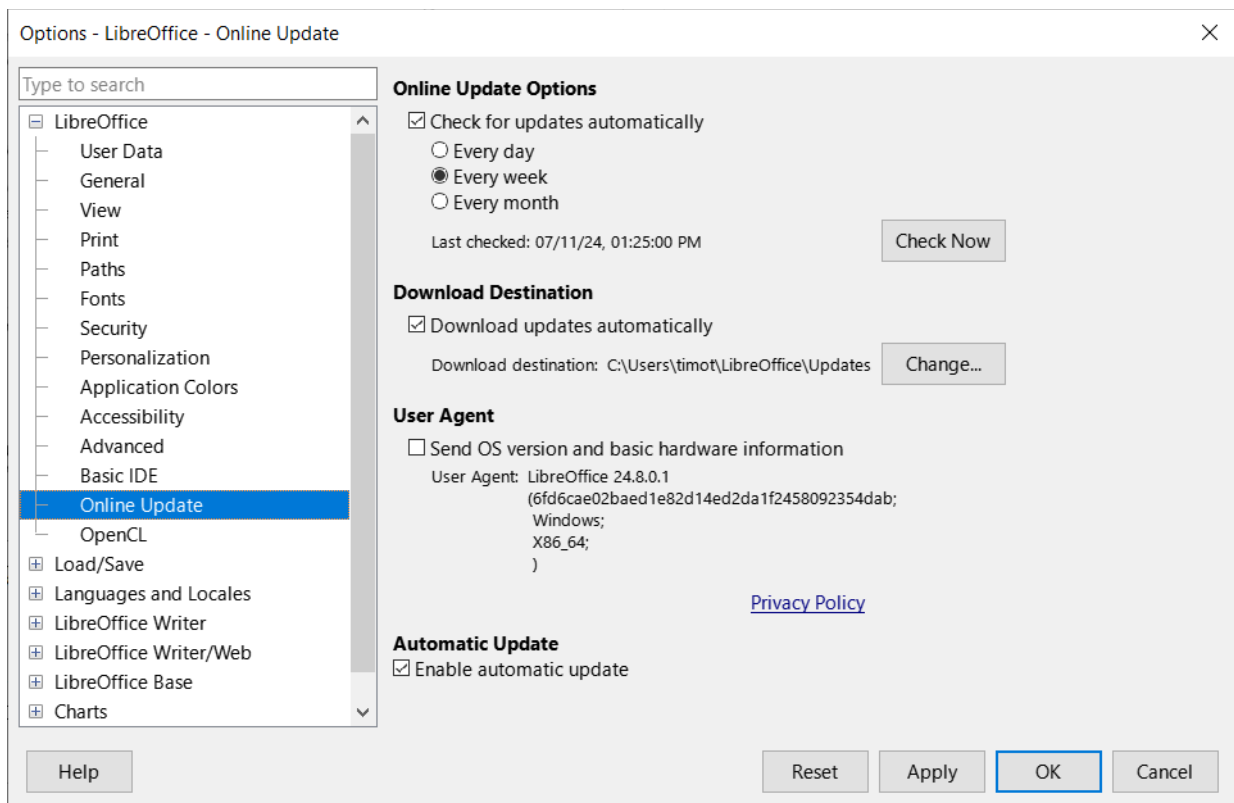 Options - LibreOffice - Online Update
Type to search
LibreOffice
User Data
General
View
Print
Paths
Fonts
Security
Personalization
Application Colors
Accessibility
Advanced
Basic IDE
Online Update
OpenCL
Load/Save
Languages and Locales
LibreOffice Writer
LibreOffice Writer/Web
LibreOffice Base
Charts
Online Update Options
Check for updates automatically
Every day
Every week
Every month
Last checked: 07/11/24, 01:25:00 PM
Check Now
Download Destination
Download updates automatically
Download destination: C:\Users\timot\LibreOffice\Updates
Change...
User Agent
Send OS version and basic hardware information
User Agent: LibreOffice 24.8.0.1
(6fd6cae02baed1e82d14ed2da1f2458092354dab;
Windows;
X86_64;
)
Privacy Policy
Automatic Update
Enable automatic update
Help
Reset
Apply
OK
Cancel